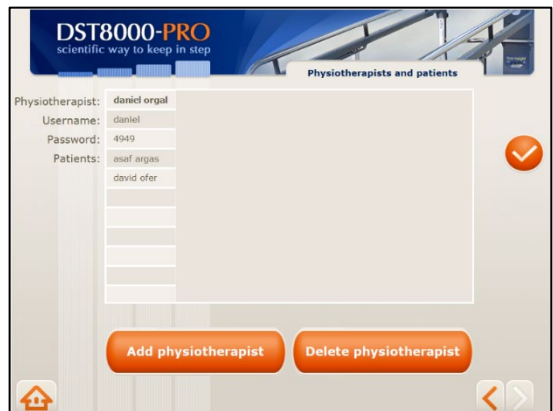 DST8000-PRO
scientific way to keep in step
Physiotherapists and patients
Physiotherapist: daniel orgal
Username: daniel
Password: 4949
Patients: asaf argas
david ofer
Add physiotherapist
Delete physiotherapist